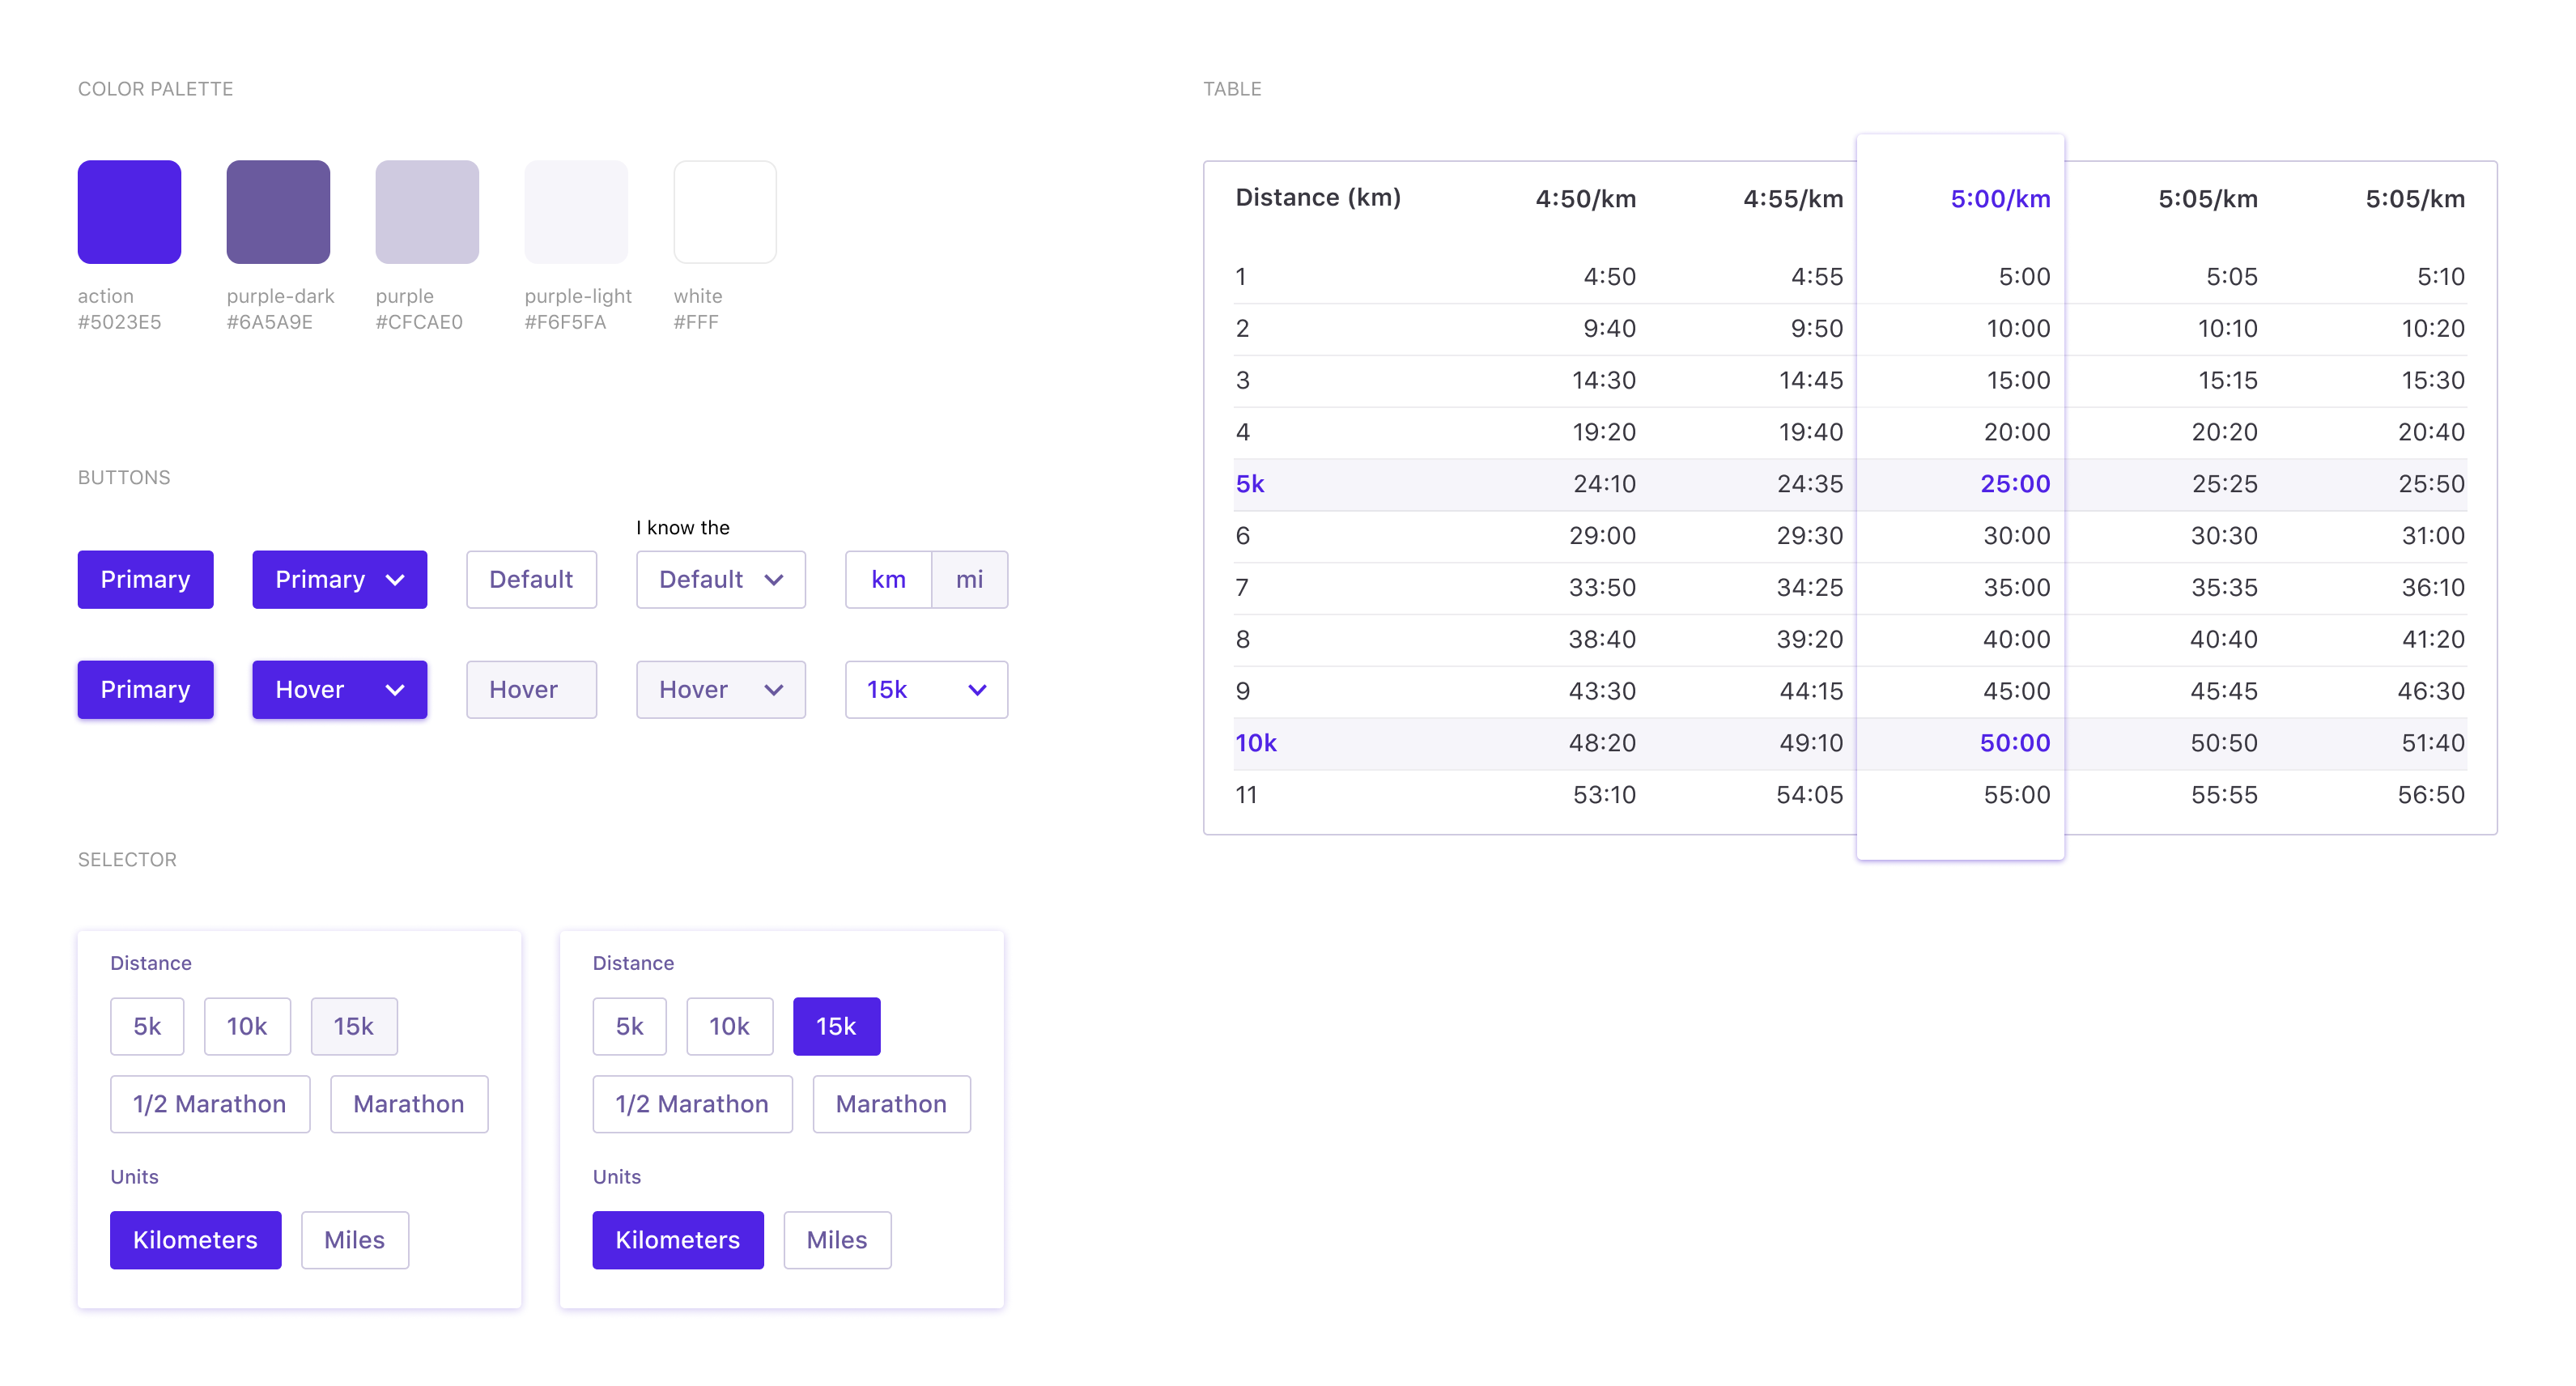 COLOR PALETTE
action
#5023E5
purple-dark
#6A5A9E
purple
#CFCAE0
purple-light
#F6F5FA
white
#FFF
BUTTONS
I know the
Primary Primary Default Default km mi
Primary Hover Hover Hover 15k
SELECTOR
Distance
5k 10k 15k
1/2 Marathon Marathon
Units
Kilometers Miles
Distance
5k 10k 15k
1/2 Marathon Marathon
Units
Kilometers Miles
TABLE
Distance (km) 4:50/km 4:55/km 5:00/km 5:05/km 5:05/km
1 4:50 4:55 5:00 5:05 5:10
2 9:40 9:50 10:00 10:10 10:20
3 14:30 14:45 15:00 15:15 15:30
4 19:20 19:40 20:00 20:20 20:40
5k 24:10 24:35 25:00 25:25 25:50
6 29:00 29:30 30:00 30:30 31:00
7 33:50 34:25 35:00 35:35 36:10
8 38:40 39:20 40:00 40:40 41:20
9 43:30 44:15 45:00 45:45 46:30
10k 48:20 49:10 50:00 50:50 51:40
11 53:10 54:05 55:00 55:55 56:50